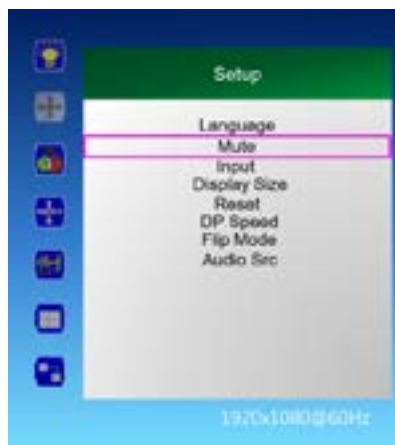 Setup
Language
Mute
Input
Display Size
Reset
DP Speed
Flip Mode
Audio Src
1920x1080@60Hz